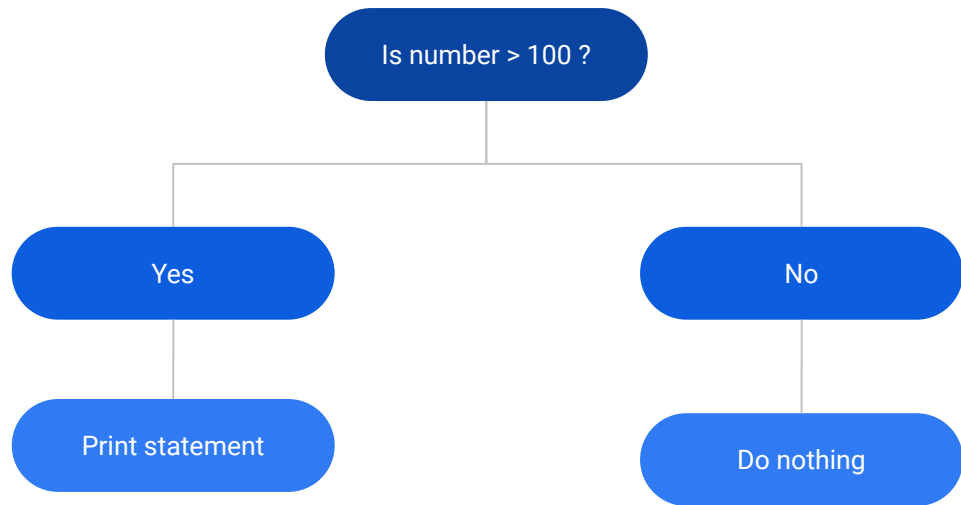 Is number > 100 ?
Yes
No
Print statement
Do nothing